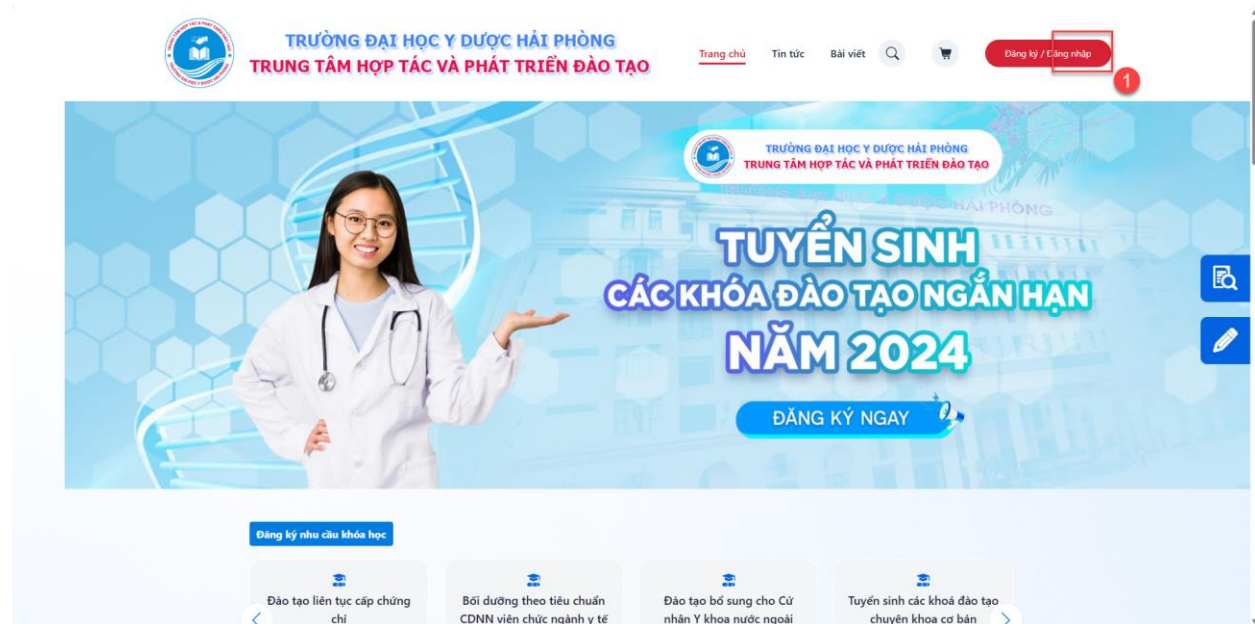 TRƯỜNG ĐẠI HỌC Y DƯỢC HẢI PHÒNG
TRUNG TÂM HỢP TÁC VÀ PHÁT TRIỂN ĐÀO TẠO
Trang chủ
Tin tức
Bài viết
Đăng ký / Đăng nhập
1
TRƯỜNG ĐẠI HỌC Y DƯỢC HẢI PHÒNG
TRUNG TÂM HỢP TÁC VÀ PHÁT TRIỂN ĐÀO TẠO
TUYỂN SINH
CÁC KHÓA ĐÀO TẠO NGẮN HẠN
NĂM 2024
ĐĂNG KÝ NGAY
Đăng ký nhu cầu khóa học
Đào tạo liên tục cấp chứng
chỉ
Bồi dưỡng theo tiêu chuẩn
CDNN viên chức ngành y tế
Đào tạo bổ sung cho Cử
nhân Y khoa nước ngoài
Tuyển sinh các khoá đào tạo
chuyên khoa cơ bản